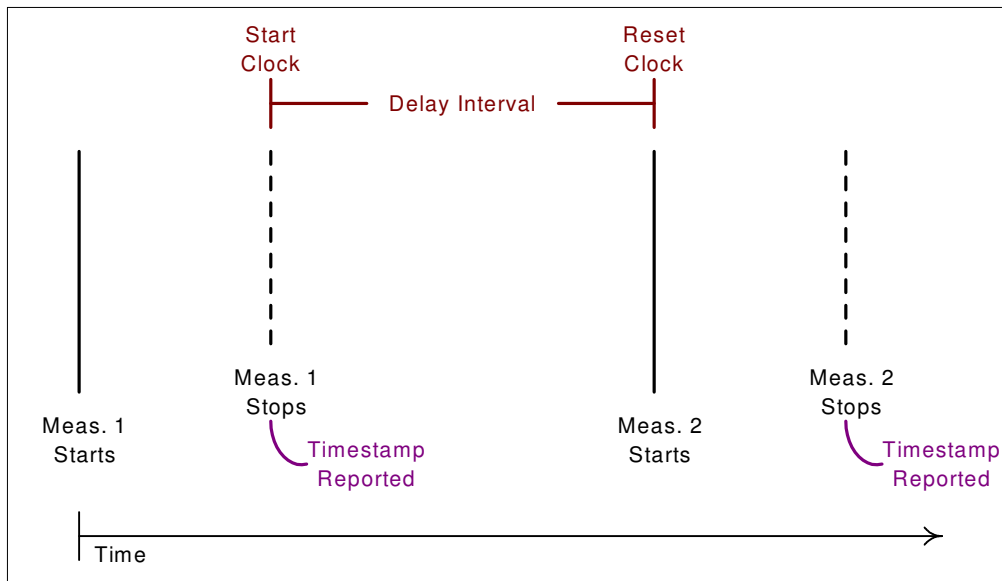 Start
Clock
Reset
Clock
Delay Interval
Meas. 1
Starts
Meas. 1
Stops
Timestamp
Reported
Meas. 2
Starts
Meas. 2
Stops
Timestamp
Reported
Time